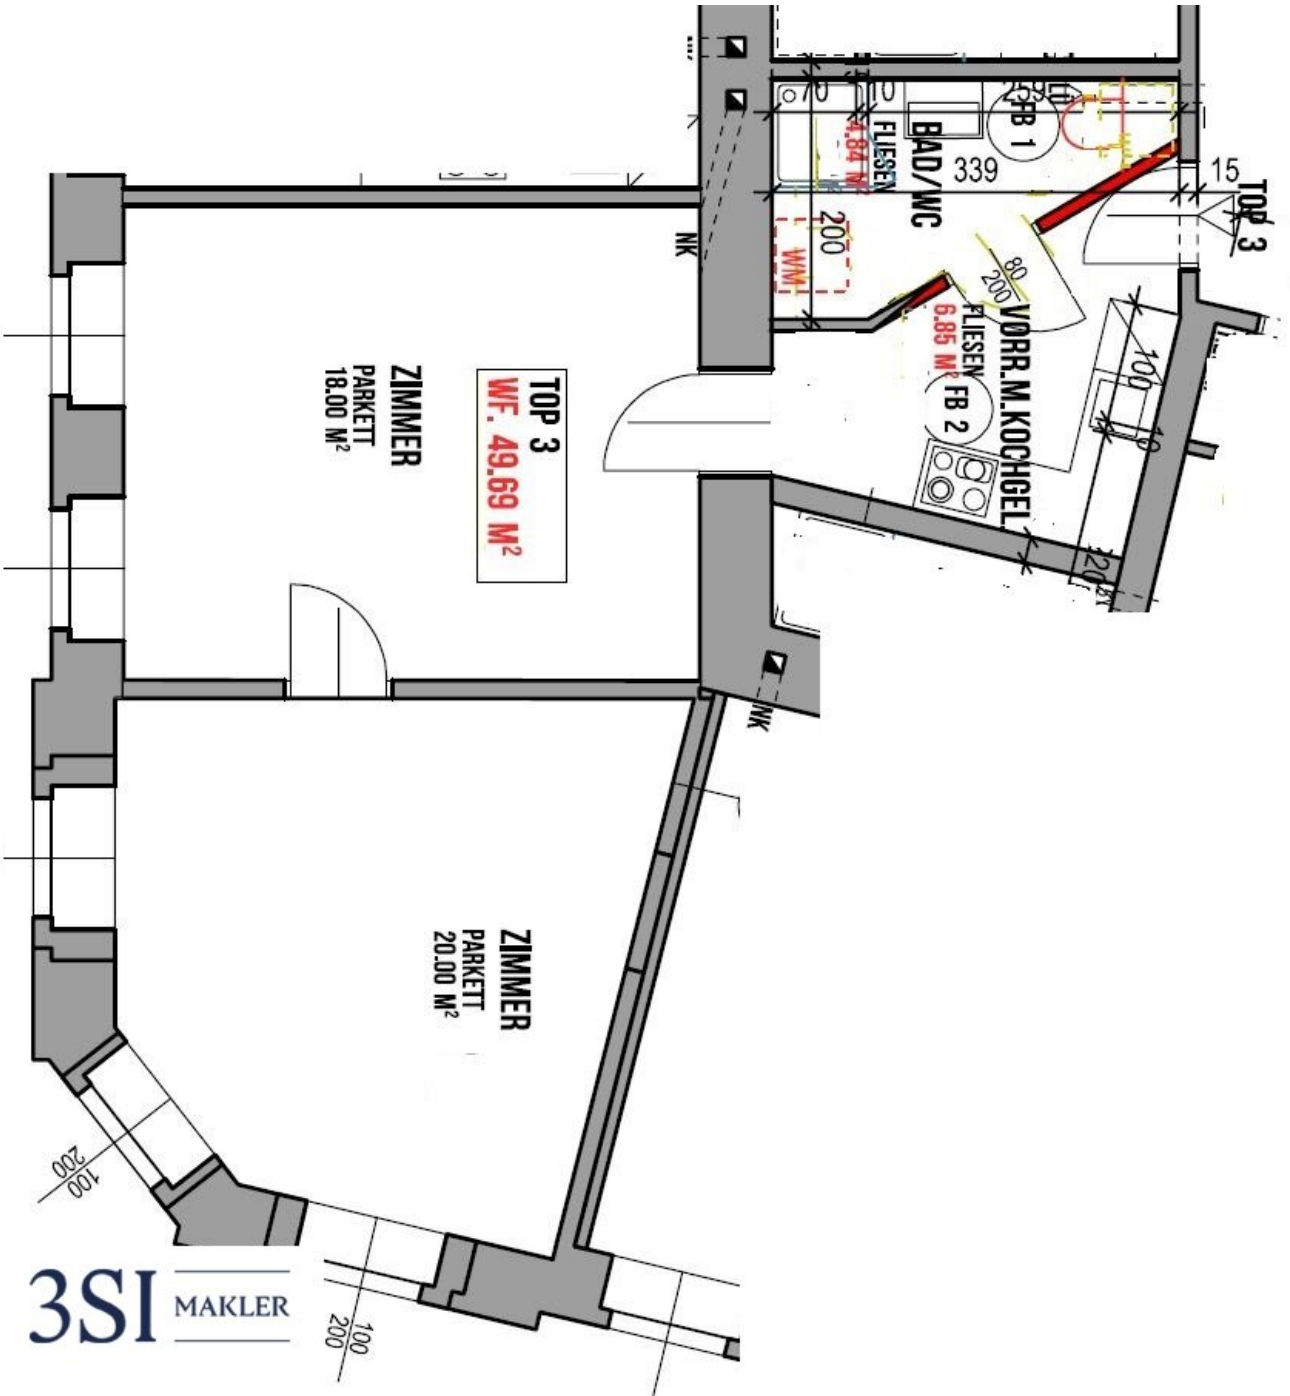 TOP 3
WF. 49.69 M²
ZIMMER
PARKETT
18.00 M²
ZIMMER
PARKETT
20.00 M²
BAD/WC
FLIESEN
4.84 M²
FB 1
339
15
TOP 3
200
WM
80
200
VORR.M.KOCHGEL
FLIESEN
6.85 M²
FB 2
100
NK
NK
100
200
100
200
3SI MAKLER